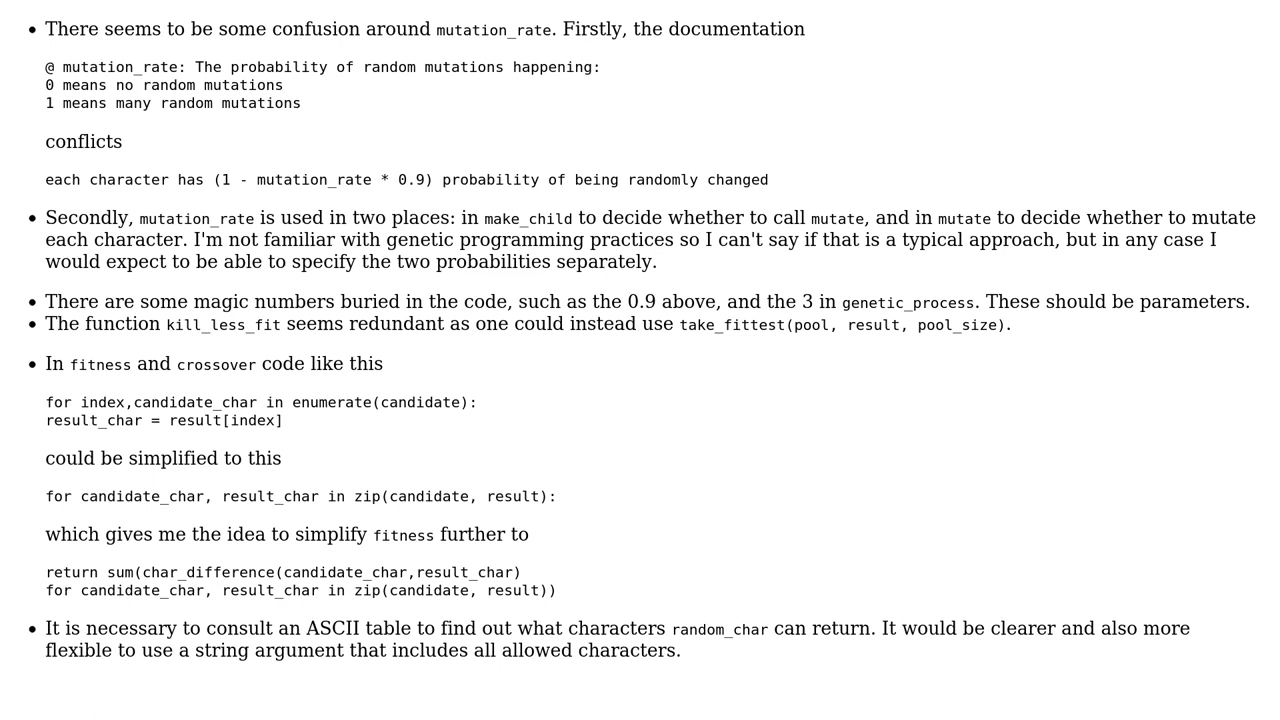 There seems to be some confusion around mutation_rate. Firstly, the documentation
@ mutation_rate: The probability of random mutations happening:
0 means no random mutations
1 means many random mutations
conflicts
each character has (1 - mutation_rate * 0.9) probability of being randomly changed
Secondly, mutation_rate is used in two places: in make_child to decide whether to call mutate, and in mutate to decide whether to mutate
each character. I'm not familiar with genetic programming practices so I can't say if that is a typical approach, but in any case I
would expect to be able to specify the two probabilities separately.
There are some magic numbers buried in the code, such as the 0.9 above, and the 3 in genetic_process. These should be parameters.
The function kill_less_fit seems redundant as one could instead use take_fittest(pool, result, pool_size).
In fitness and crossover code like this
for index,candidate_char in enumerate(candidate):
result_char = result[index]
could be simplified to this
for candidate_char, result_char in zip(candidate, result):
which gives me the idea to simplify fitness further to
return sum(char_difference(candidate_char,result_char)
for candidate_char, result_char in zip(candidate, result))
It is necessary to consult an ASCII table to find out what characters random_char can return. It would be clearer and also more
flexible to use a string argument that includes all allowed characters.